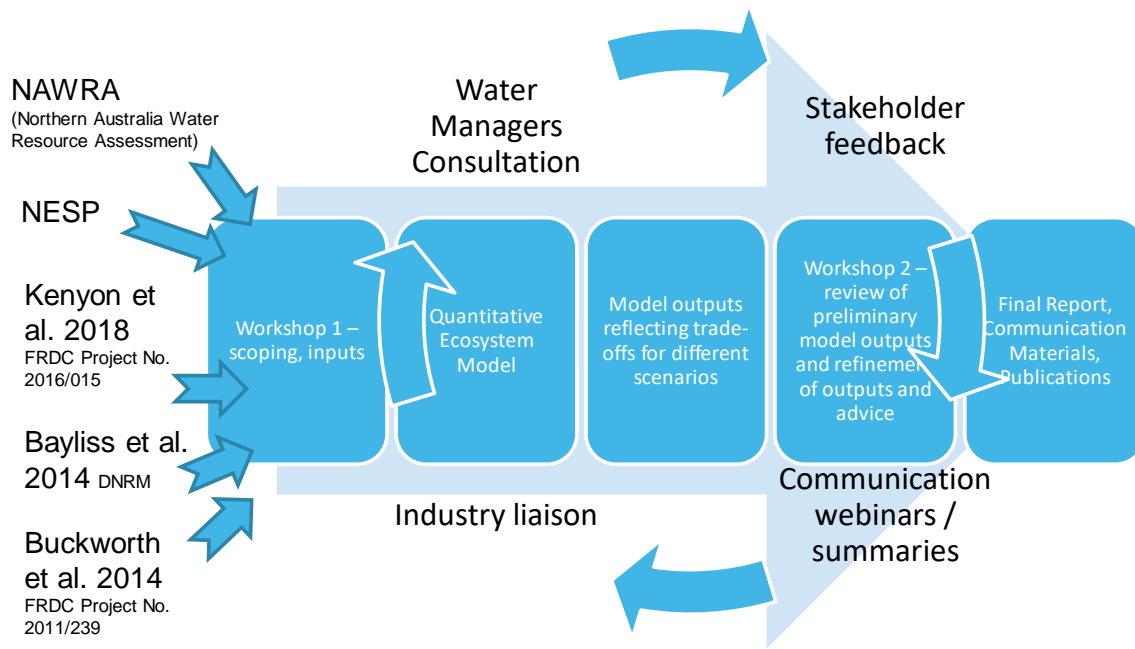 NAWRA
(Northern Australia Water
Resource Assessment)
NESP
Kenyon et
al. 2018
FRDC Project No.
2016/015
Bayliss et al.
2014 DNRM
Buckworth
et al. 2014
FRDC Project No.
2011/239
Water
Managers
Consultation
Stakeholder
feedback
Workshop 1 –
scoping, inputs
Quantitative
Ecosystem
Model
Model outputs
reflecting trade-
offs for different
scenarios
Workshop 2 –
review of
preliminary
model outputs
and refinement
of outputs and
advice
Final Report,
Communication
Materials,
Publications
Industry liaison
Communication
webinars /
summaries